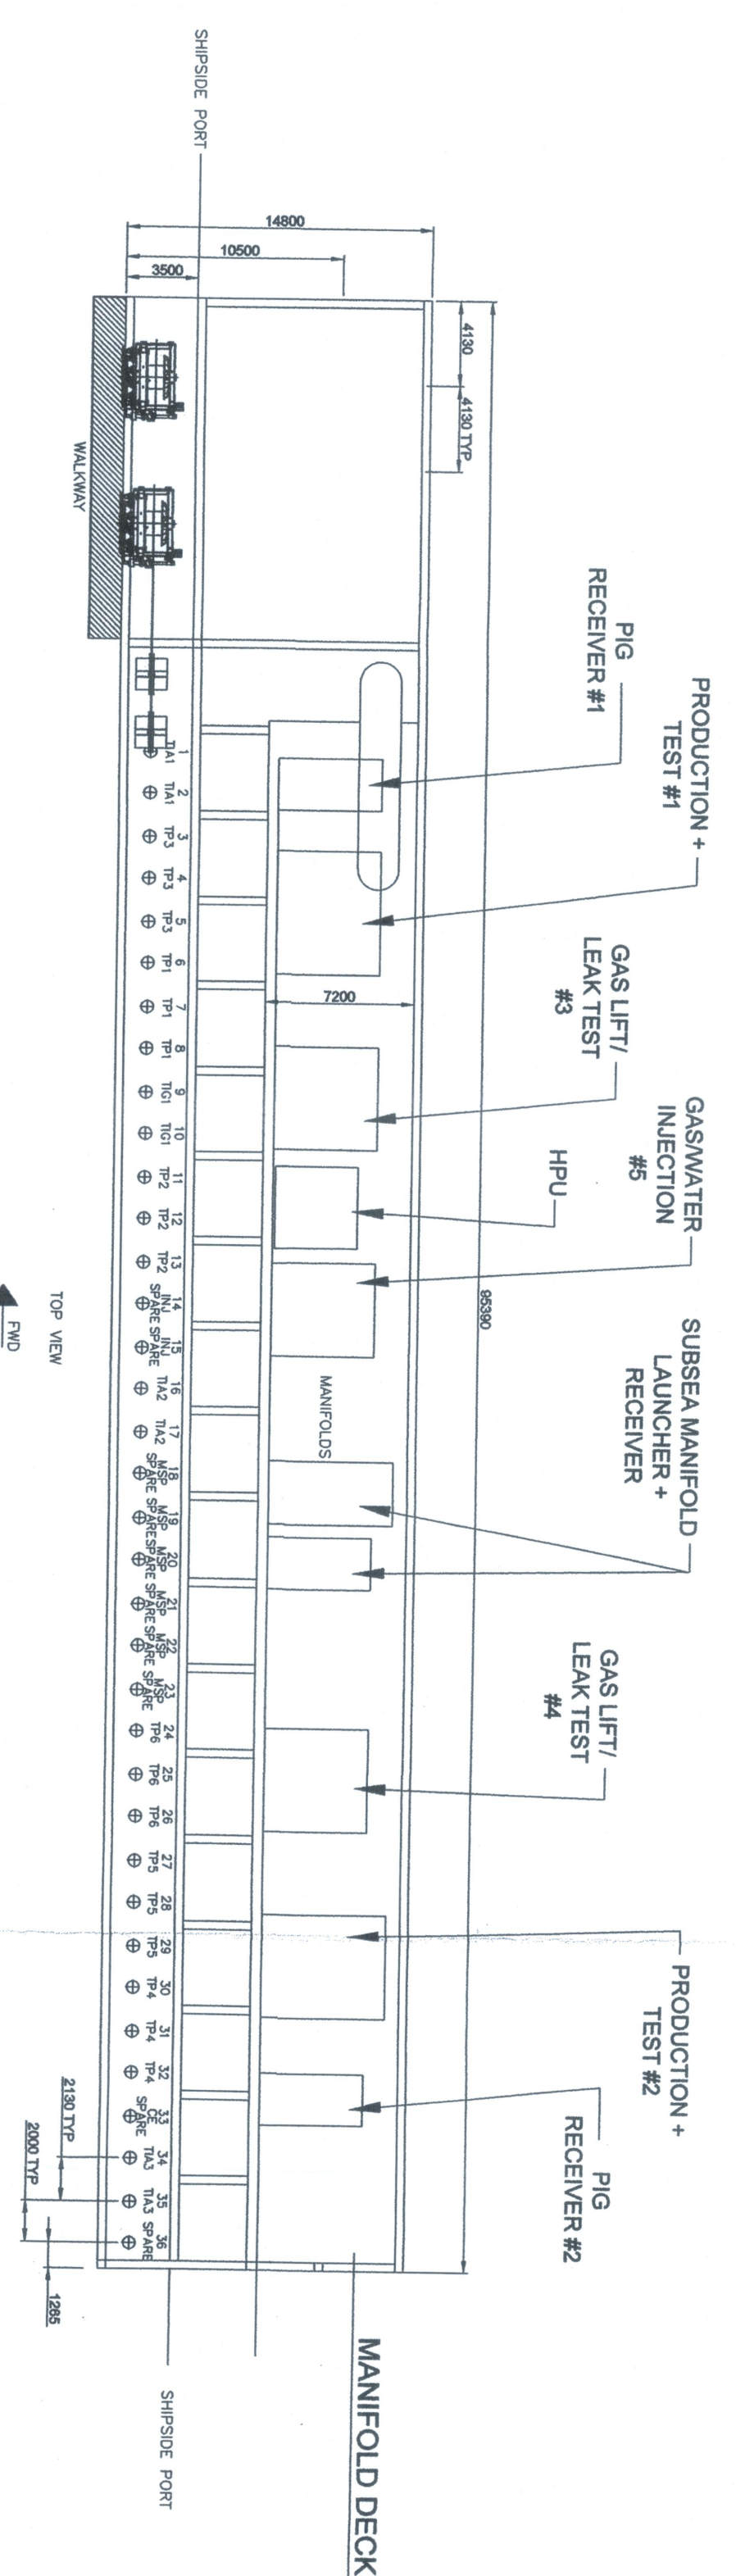 SHIPSIDE PORT
14800
10500
3500
4130
4130 TYP
WALKWAY
PIG
RECEIVER #1
PRODUCTION +
TEST #1
GAS LIFT/
LEAK TEST
#3
HPU
GAS/WATER
INJECTION
#5
SUBSEA MANIFOLD
LAUNCHER +
RECEIVER
GAS LIFT/
LEAK TEST
#4
PRODUCTION +
TEST #2
PIG
RECEIVER #2
95390
7200
MANIFOLDS
1
TIA1
2
TIA1
3
TP3
4
TP3
5
TP3
6
TP1
7
TP1
8
TP1
9
TIG1
10
TIG1
11
TP2
12
TP2
13
TP2
14
INJ
SPARE
15
INJ
SPARE
16
TIA2
17
TIA2
18
MSP
SPARE
19
MSP
SPARE
20
MSP
SPARE
21
MSP
SPARE
22
MSP
SPARE
23
MSP
SPARE
24
TP6
25
TP6
26
TP6
27
TP5
28
TP5
29
TP5
30
TP4
31
TP4
32
TP4
33
CE
SPARE
34
TIA3
35
TIA3
36
SPARE
2130 TYP
2000 TYP
1265
TOP VIEW
FWD
SHIPSIDE PORT
MANIFOLD DECK